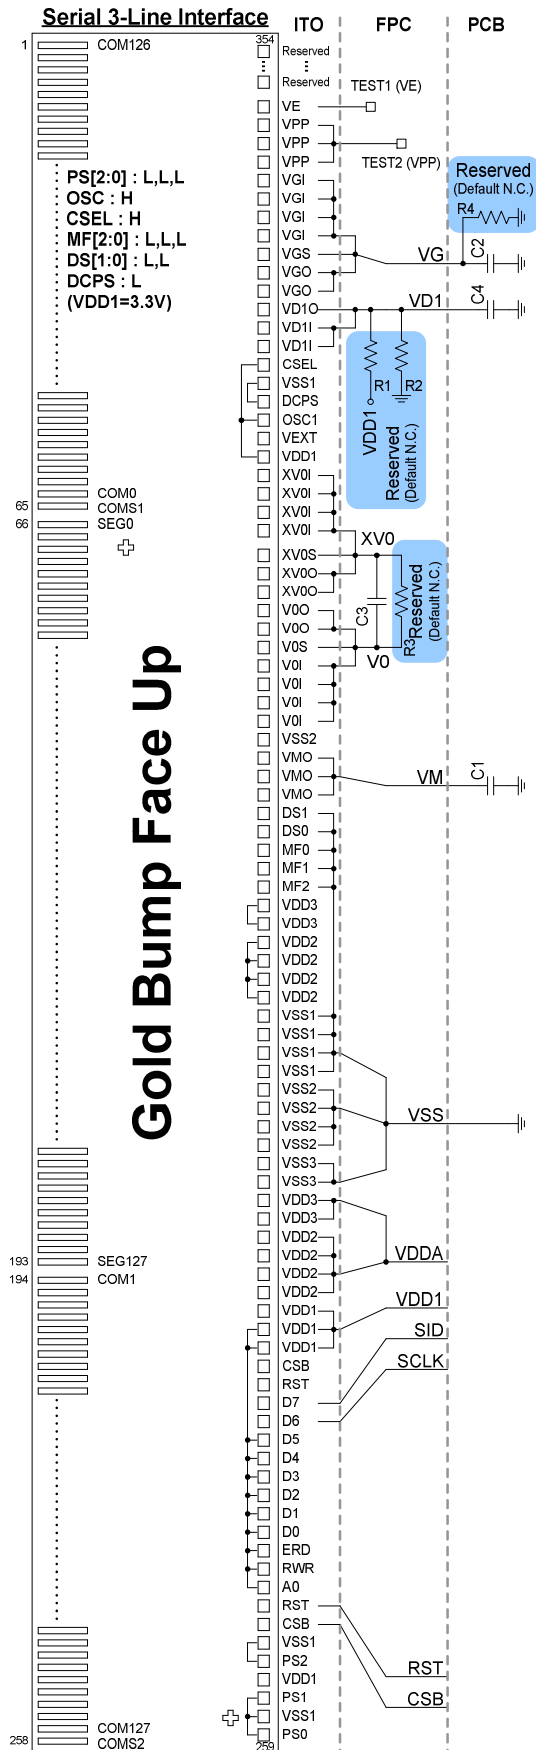 Serial 3-Line Interface
ITO
FPC
PCB
1
COM126
354
Reserved
Reserved
TEST1 (VE)
VE
VPP
VPP
TEST2 (VPP)
VPP
PS[2:0] : L,L,L
OSC : H
CSEL : H
MF[2:0] : L,L,L
DS[1:0] : L,L
DCPS : L
(VDD1=3.3V)
Reserved
(Default N.C.)
R4
VGI
VGI
VGI
VGI
VGS
VG
C2
VGO
VGO
VD1O
VD1
C4
VD1I
VD1I
CSEL
R1
R2
VSS1
DCPS
OSC1
VDD1
Reserved
(Default N.C.)
VEXT
VDD1
XV0I
COM0
XV0I
65
COMS1
XV0I
66
SEG0
XV0I
XV0
XV0S
XV0O
XV0O
C3
R3
Reserved
(Default N.C.)
V0O
V0O
V0S
V0
V0I
V0I
V0I
V0I
Gold Bump Face Up
VSS2
VMO
VMO
VM
C1
VMO
DS1
DS0
MF0
MF1
MF2
VDD3
VDD3
VDD2
VDD2
VDD2
VDD2
VSS1
VSS1
VSS1
VSS1
VSS2
VSS2
VSS
VSS2
VSS2
VSS3
VSS3
VDD3
VDD3
VDD2
VDD2
VDDA
193
SEG127
VDD2
194
COM1
VDD2
VDD1
VDD1
VDD1
SID
VDD1
CSB
SCLK
RST
D7
D6
D5
D4
D3
D2
D1
D0
ERD
RWR
A0
RST
CSB
VSS1
PS2
RST
VDD1
PS1
CSB
VSS1
COM127
PS0
258
COMS2
259